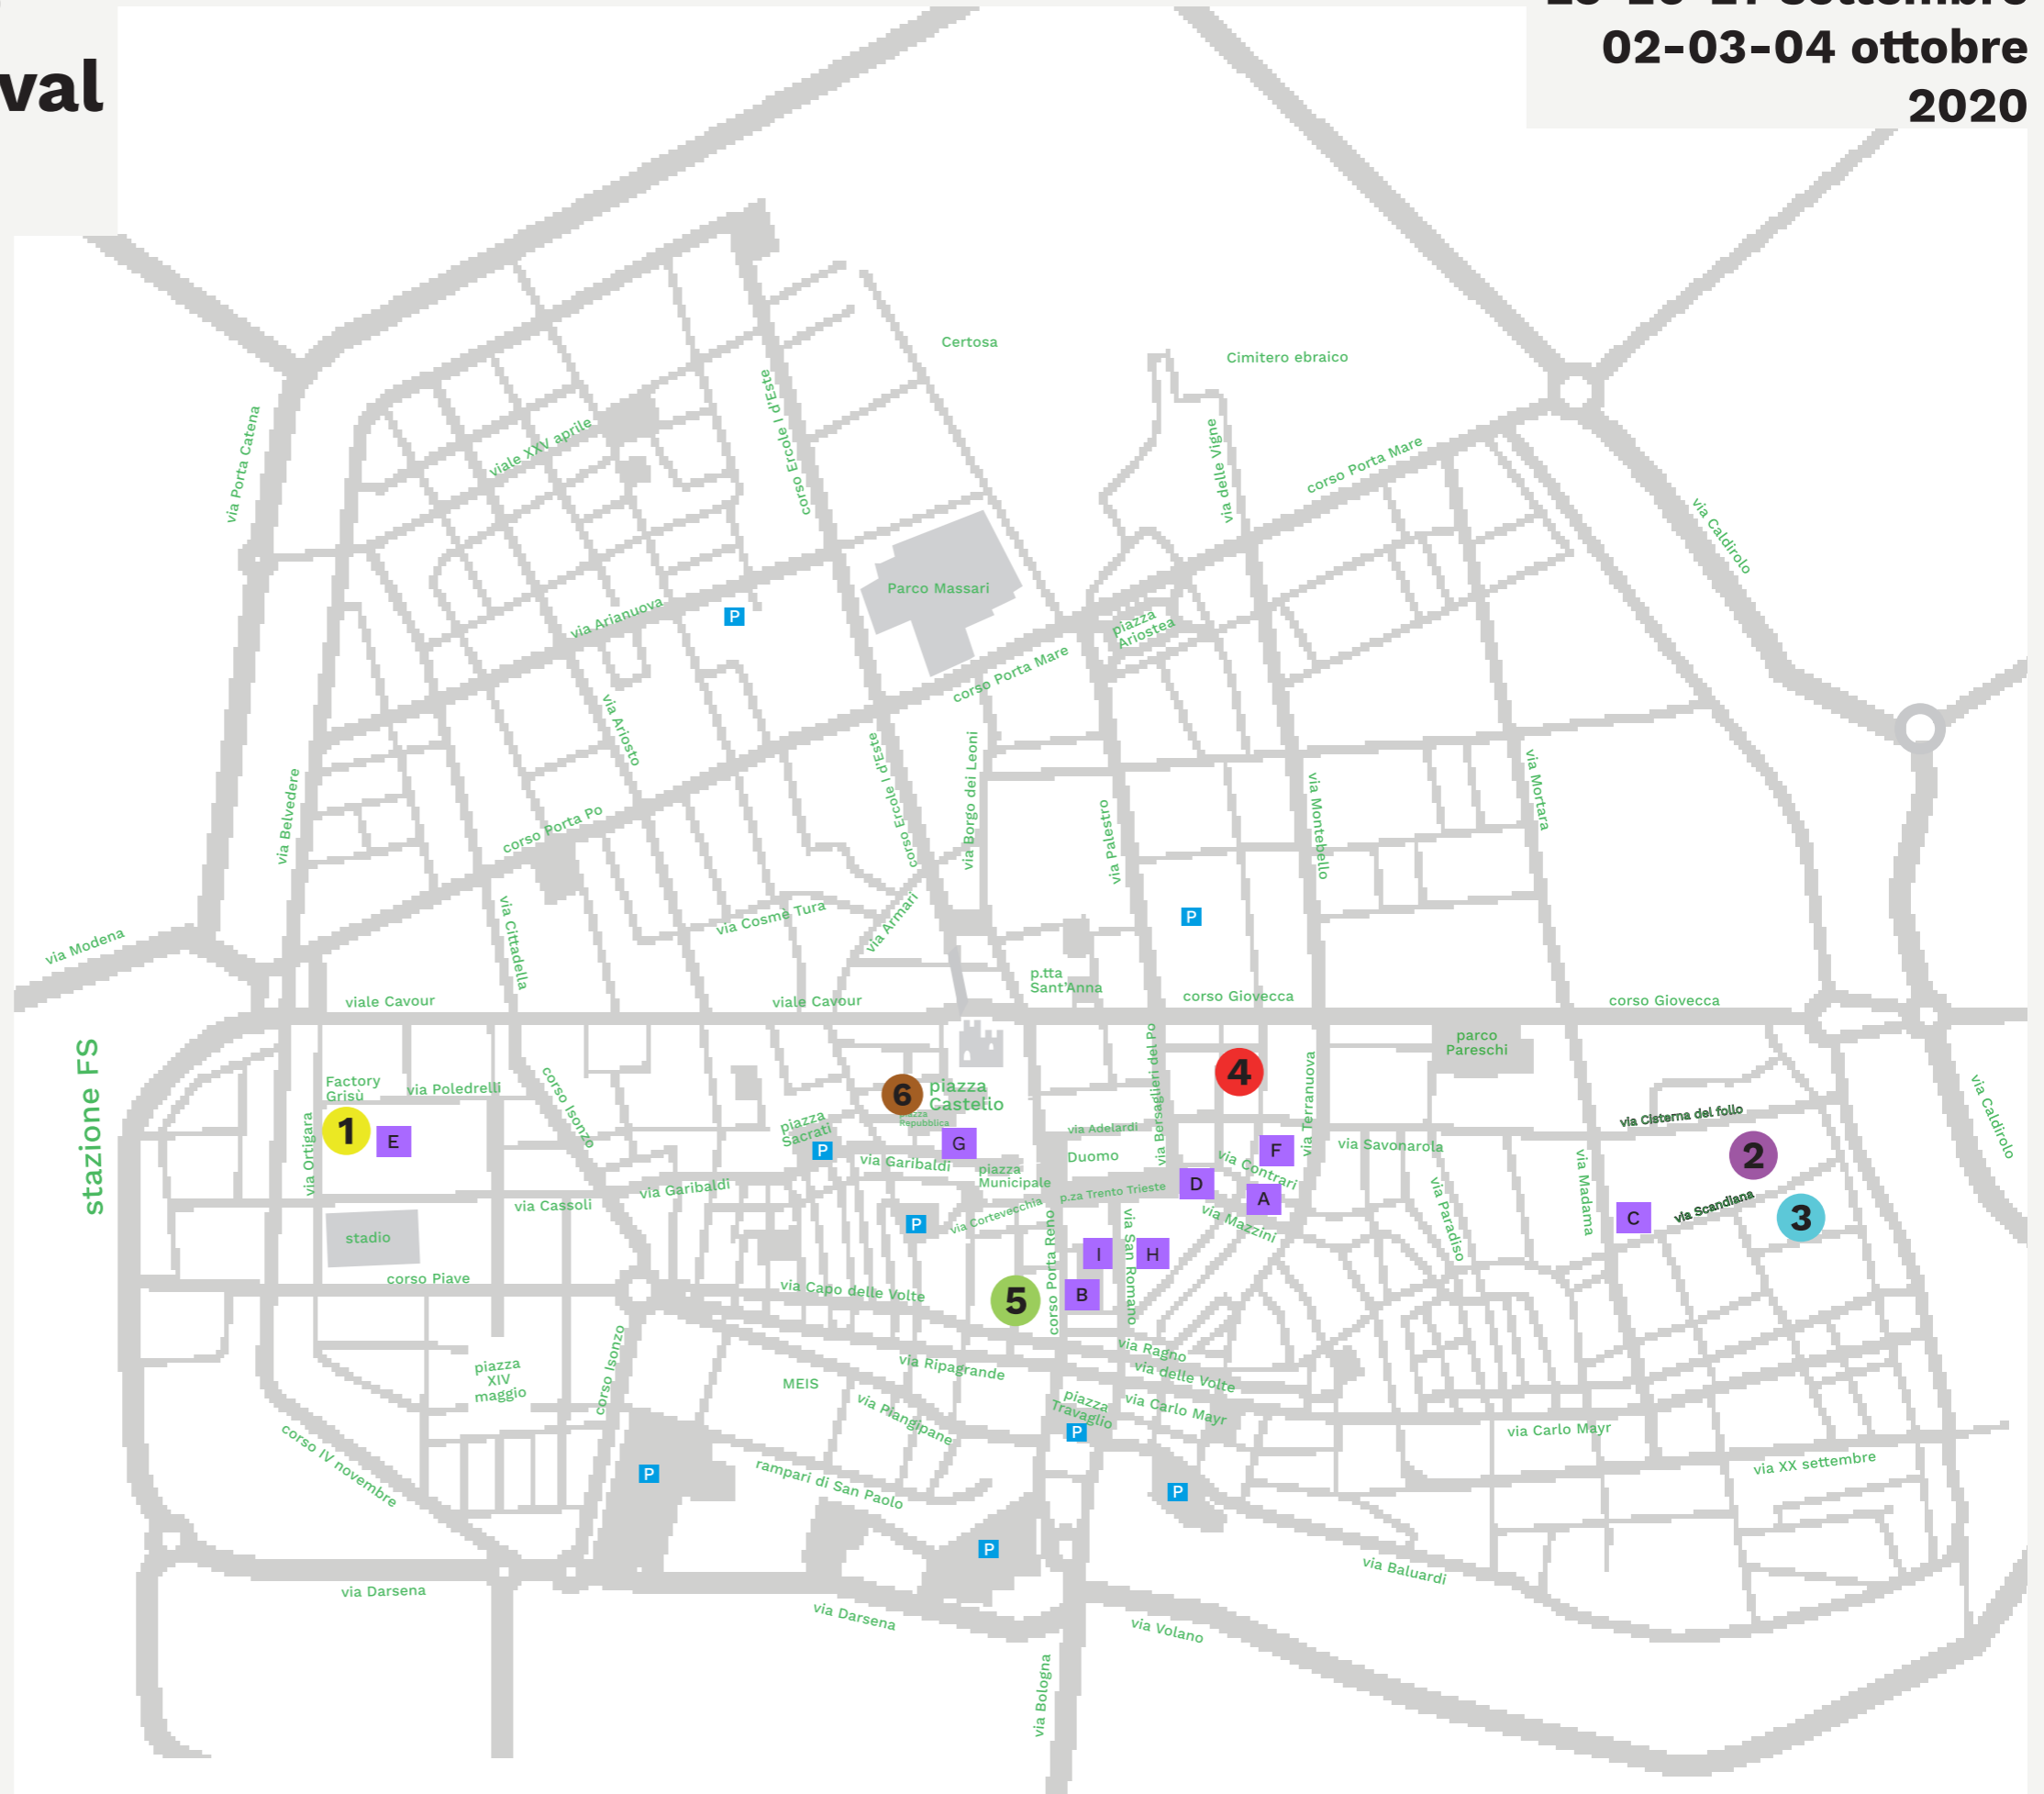 val
02-03-04 ottobre
2020
Certosa
Cimitero ebraico
via Porta Catena
viale XXV aprile
corso Ercole I d'Este
via delle Vigne
corso Porta Mare
via Caldirolo
Parco Massari
via Arianuova
P
piazza
Ariostea
corso Porta Mare
via Ariosto
corso Ercole I d'Este
via Borgo dei Leoni
via Palestro
via Montebello
via Mortara
via Belvedere
corso Porta Po
via Cittadella
via Cosmè Tura
via Armari
P
via Modena
p.tta
Sant'Anna
viale Cavour
viale Cavour
corso Giovecca
corso Giovecca
stazione FS
parco
Pareschi
Factory
Grisù
via Poledrelli
corso Isonzo
6
piazza
Castello
piazza
Repubblica
4
via Bersaglieri del Po
via Terranuova
via Caldirolo
1
E
via Ortigara
piazza
Sacrati
P
G
via Adelardi
Duomo
F
via Savonarola
via Cisterna del follo
2
via Garibaldi
piazza
Municipale
via Contrari
via Garibaldi
via Cassoli
p.za Trento Trieste
D
A
via Madama
via Paradiso
C
via Scandiana
3
stadio
P
via Cortevecchia
via Mazzini
corso Porta Reno
via San Romano
I
H
B
5
corso Piave
via Capo delle Volte
corso Isonzo
via Ragno
via delle Volte
via Ripagrande
piazza
XIV
maggio
MEIS
via Piangipane
piazza
Travaglio
P
via Carlo Mayr
via Carlo Mayr
corso IV novembre
P
rampari di San Paolo
P
via XX settembre
P
via Baluardi
via Darsena
via Darsena
via Volano
via Bologna